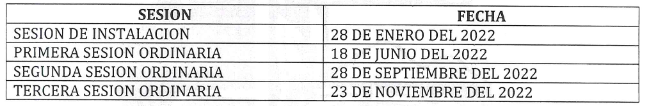 SESION FECHA
SESION DE INSTALACION 28 DE ENERO DEL 2022
PRIMERA SESION ORDINARIA 18 DE JUNIO DEL 2022
SEGUNDA SESION ORDINARIA 28 DE SEPTIEMBRE DEL 2022
TERCERA SESION ORDINARIA 23 DE NOVIEMBRE DEL 2022